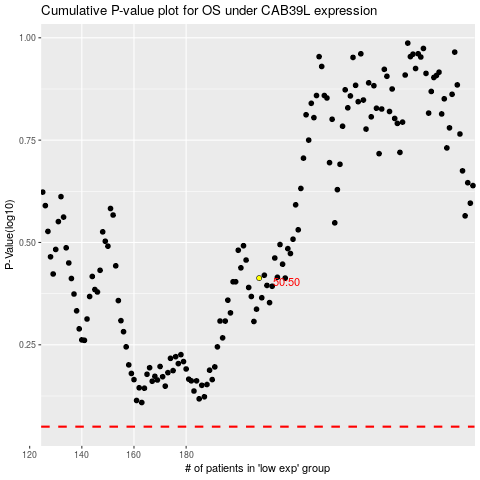 Cumulative P-value plot for OS under CAB39L expression
P-Value(log10)
1.00
0.75
0.50
0.25
50:50
120 140 160 180
# of patients in 'low exp' group